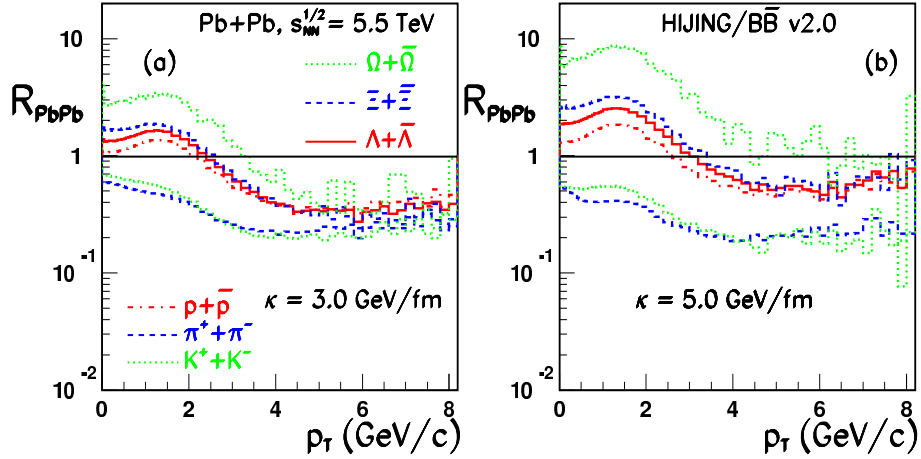 Pb+Pb, s_NN^1/2 = 5.5 TeV
HIJING/BB̅ v2.0
10
(a)
Ω+Ω̅
Ξ+Ξ̅
Λ+Λ̅
R_PbPb
1
10^-1
p+p̅
π^+ +π^-
K^+ +K^-
κ = 3.0 GeV/fm
10^-2
0 2 4 6 8
p_T (GeV/c)
10
(b)
R_PbPb
1
10^-1
κ = 5.0 GeV/fm
10^-2
0 2 4 6 8
p_T (GeV/c)